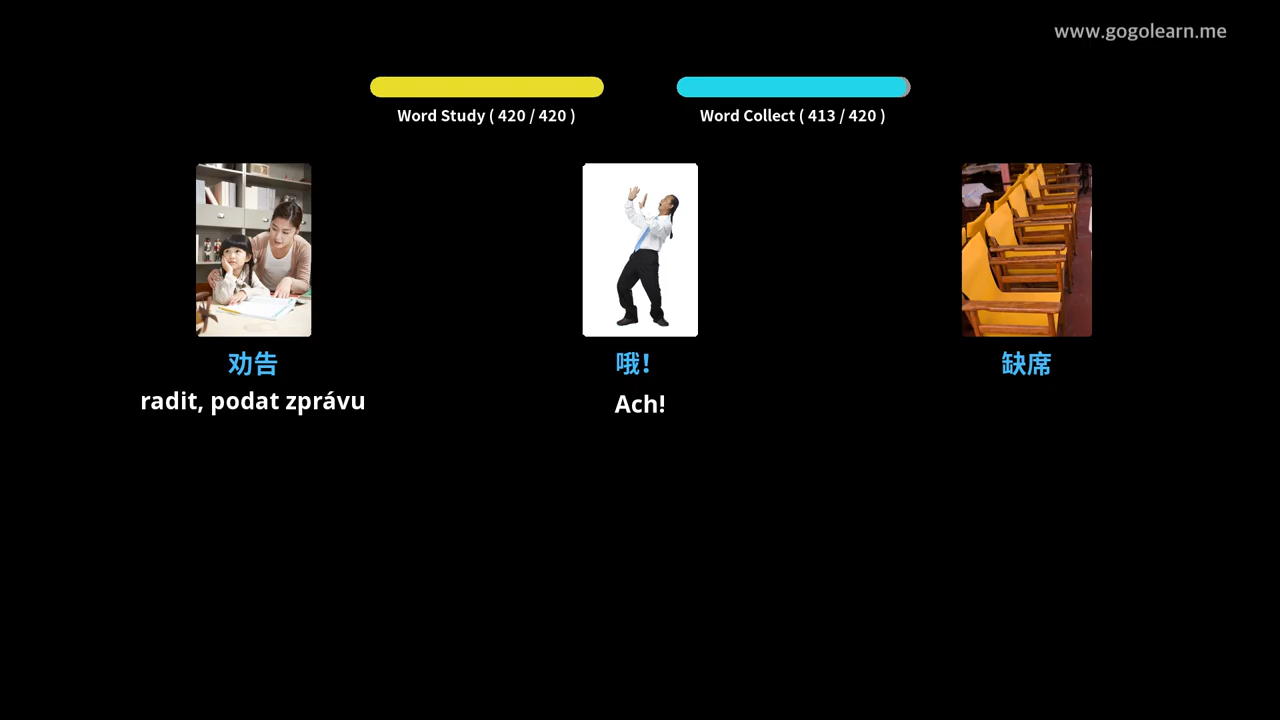 www.gogolearn.me
Word Study ( 420 / 420 )
Word Collect ( 413 / 420 )
劝告
哦!
缺席
radit, podat zprávu
Ach!